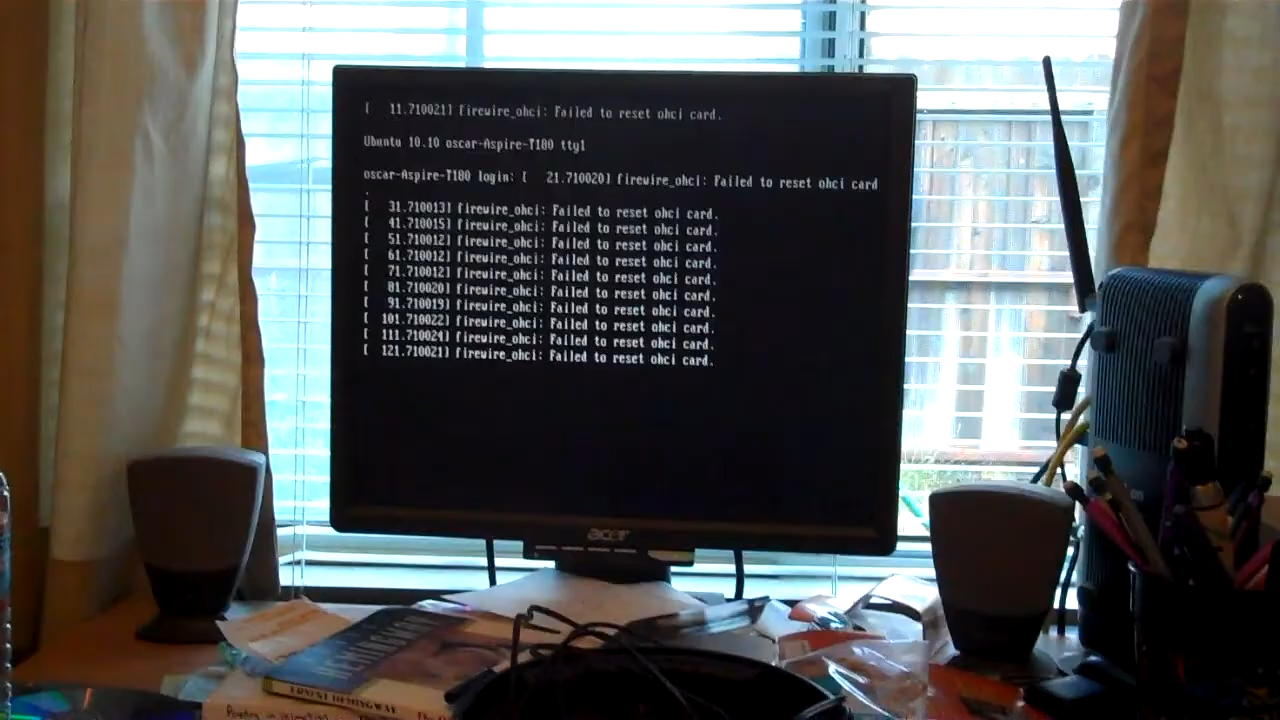 [ 11.710021] firewire_ohci: Failed to reset ohci card.
Ubuntu 10.10 oscar-Aspire-T180 tty1
oscar-Aspire-T180 login: [ 21.710020] firewire_ohci: Failed to reset ohci card
.
[ 31.710013] firewire_ohci: Failed to reset ohci card.
[ 41.710015] firewire_ohci: Failed to reset ohci card.
[ 51.710012] firewire_ohci: Failed to reset ohci card.
[ 61.710012] firewire_ohci: Failed to reset ohci card.
[ 71.710012] firewire_ohci: Failed to reset ohci card.
[ 81.710020] firewire_ohci: Failed to reset ohci card.
[ 91.710019] firewire_ohci: Failed to reset ohci card.
[ 101.710022] firewire_ohci: Failed to reset ohci card.
[ 111.710024] firewire_ohci: Failed to reset ohci card.
[ 121.710021] firewire_ohci: Failed to reset ohci card.
acer
HEMINGWAY
ERNEST HEMINGWAY